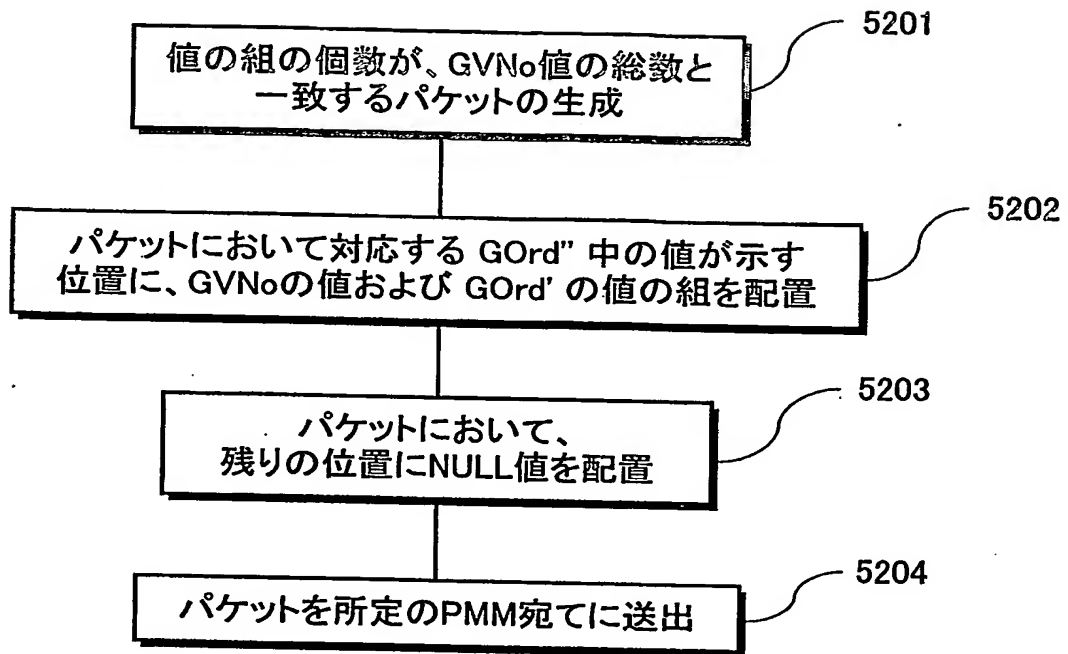 5201
値の組の個数が、GVNo値の総数と
一致するパケットの生成
5202
パケットにおいて対応する GOrd" 中の値が示す
位置に、GVNoの値および GOrd' の値の組を配置
5203
パケットにおいて、
残りの位置にNULL値を配置
5204
パケットを所定のPMM宛てに送出